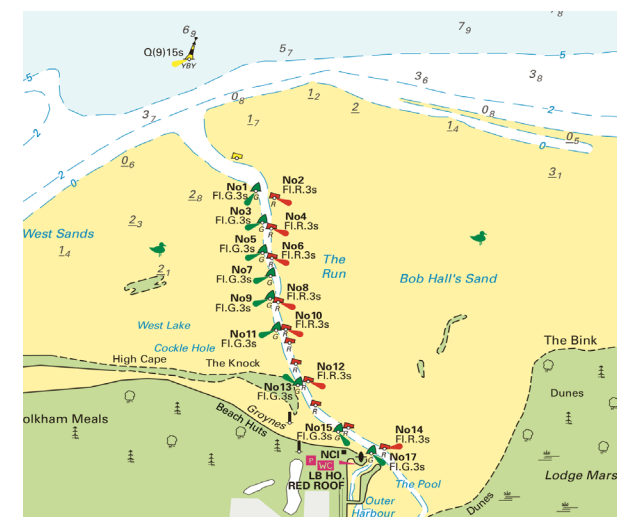 7₈
6₉
7₉
Q(9)15s
YBY
5₇
5
3₆
3₈
5
0₈
1₂
2
0₈
2
3₇
1₇
1₄
2
0₅
0
0₆
2
0
3₁
No1
Fl.G.3s
G
No2
Fl.R.3s
R
2₈
2₃
No3
Fl.G.3s
G
No4
Fl.R.3s
R
West Sands
1₄
No5
Fl.G.3s
G
No6
Fl.R.3s
R
The
Run
2₁
No7
Fl.G.3s
G
Bob Hall's Sand
No8
Fl.R.3s
R
No9
Fl.G.3s
G
No10
Fl.R.3s
R
West Lake
No11
Fl.G.3s
G
R
Cockle Hole
The Bink
High Cape
The Knock
R
No12
Fl.R.3s
R
No13
Fl.G.3s
G
Dunes
R
Groynes
Beach Huts
olkham Meals
No15
Fl.G.3s
G
R
No14
Fl.R.3s
R
NCI
No17
Fl.G.3s
G
P
WC
LB HO.
RED ROOF
Lodge Mars
The Pool
Outer
Harbour
Dunes